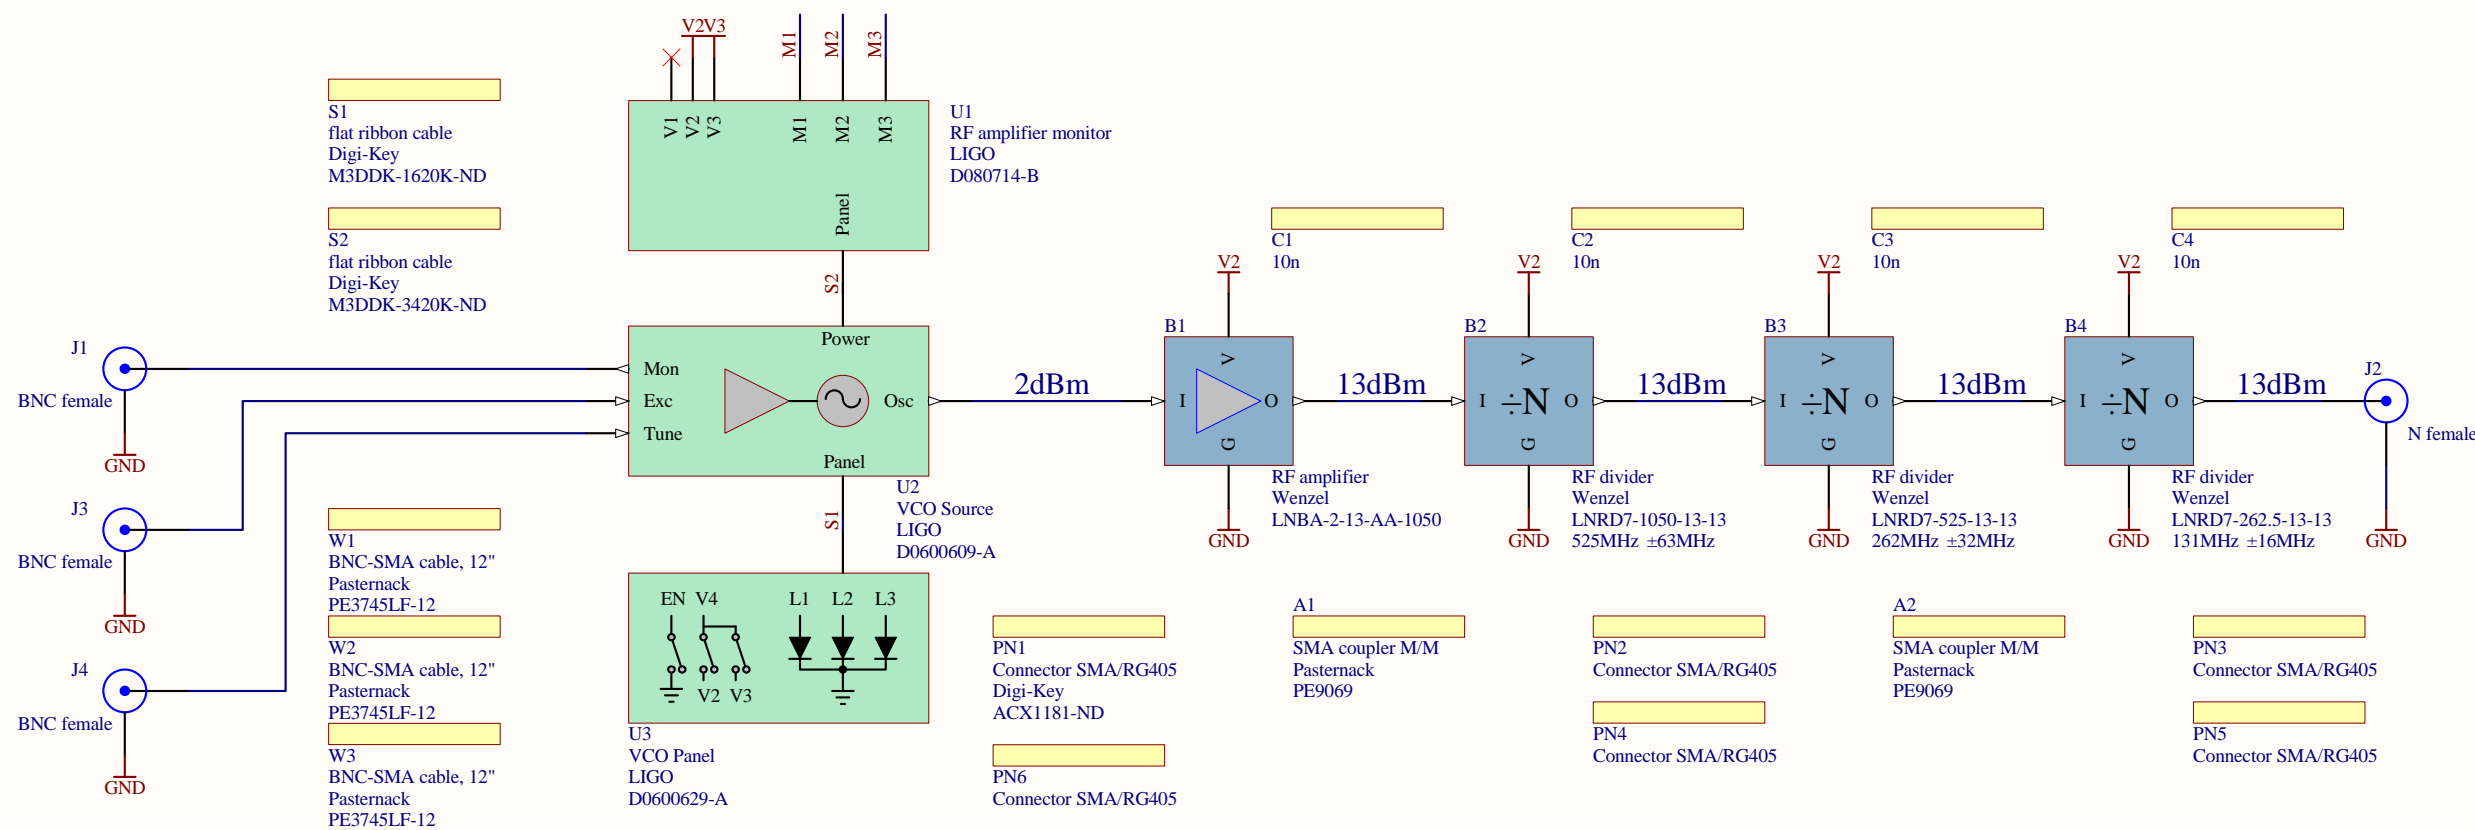 V2V3
M1
M2
M3
V1
V2
V3
M1
M2
M3
Panel
U1
RF amplifier monitor
LIGO
D080714-B
S1
flat ribbon cable
Digi-Key
M3DDK-1620K-ND
S2
flat ribbon cable
Digi-Key
M3DDK-3420K-ND
S2
J1
BNC female
GND
J3
BNC female
GND
J4
BNC female
GND
Power
Mon
Exc
Tune
Osc
Panel
U2
VCO Source
LIGO
D0600609-A
S1
W1
BNC-SMA cable, 12"
Pasternack
PE3745LF-12
W2
BNC-SMA cable, 12"
Pasternack
PE3745LF-12
W3
BNC-SMA cable, 12"
Pasternack
PE3745LF-12
EN V4
L1 L2 L3
V2 V3
U3
VCO Panel
LIGO
D0600629-A
2dBm
C1
10n
V2
B1
V
I
O
G
GND
RF amplifier
Wenzel
LNBA-2-13-AA-1050
13dBm
C2
10n
V2
B2
V
I ÷N O
G
GND
RF divider
Wenzel
LNRD7-1050-13-13
525MHz ±63MHz
13dBm
C3
10n
V2
B3
V
I ÷N O
G
GND
RF divider
Wenzel
LNRD7-525-13-13
262MHz ±32MHz
13dBm
C4
10n
V2
B4
V
I ÷N O
G
GND
RF divider
Wenzel
LNRD7-262.5-13-13
131MHz ±16MHz
13dBm
J2
N female
GND
PN1
Connector SMA/RG405
Digi-Key
ACX1181-ND
PN6
Connector SMA/RG405
A1
SMA coupler M/M
Pasternack
PE9069
PN2
Connector SMA/RG405
PN4
Connector SMA/RG405
A2
SMA coupler M/M
Pasternack
PE9069
PN3
Connector SMA/RG405
PN5
Connector SMA/RG405